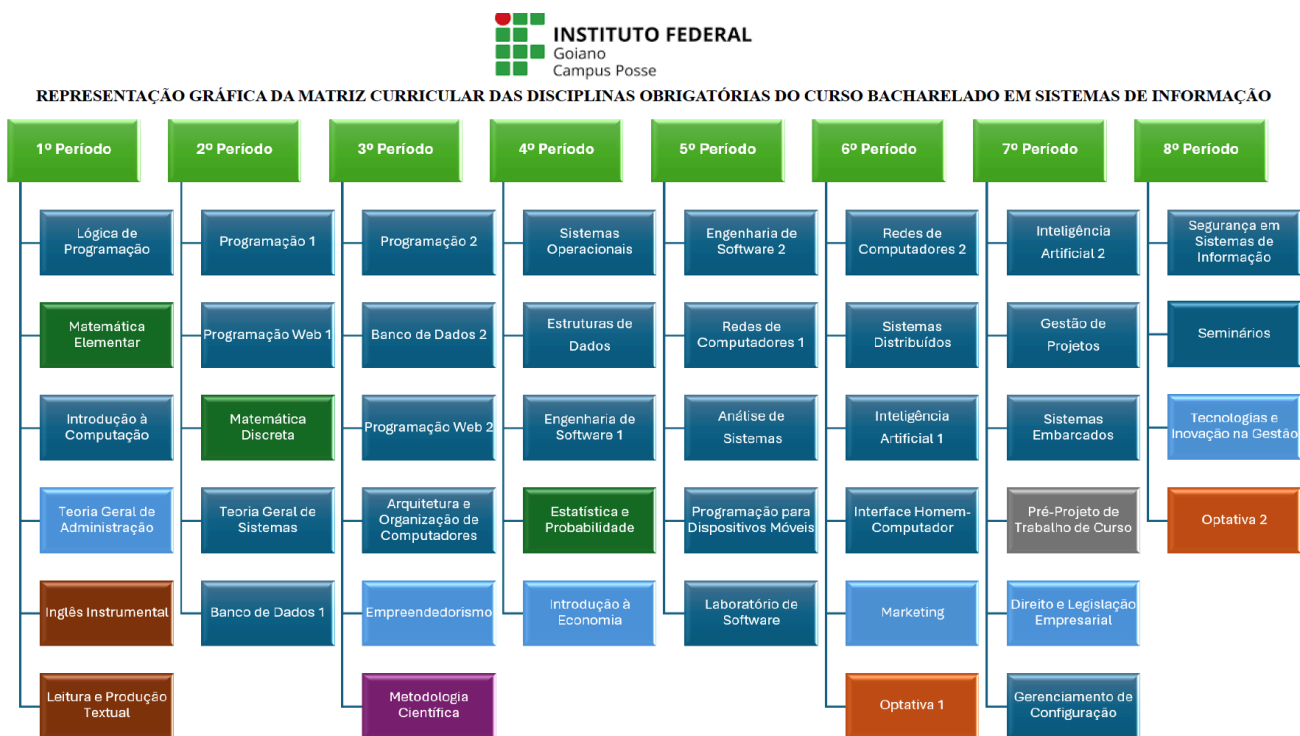 INSTITUTO FEDERAL
Goiano
Campus Posse
REPRESENTAÇÃO GRÁFICA DA MATRIZ CURRICULAR DAS DISCIPLINAS OBRIGATÓRIAS DO CURSO BACHARELADO EM SISTEMAS DE INFORMAÇÃO
1º Período
Lógica de
Programação
Matemática
Elementar
Introdução à
Computação
Teoria Geral de
Administração
Inglês Instrumental
Leitura e Produção
Textual
2º Período
Programação 1
Programação Web 1
Matemática
Discreta
Teoria Geral de
Sistemas
Banco de Dados 1
3º Período
Programação 2
Banco de Dados 2
Programação Web 2
Arquitetura e
Organização de
Computadores
Empreendedorismo
Metodologia
Científica
4º Período
Sistemas
Operacionais
Estruturas de
Dados
Engenharia de
Software 1
Estatística e
Probabilidade
Introdução à
Economia
5º Período
Engenharia de
Software 2
Redes de
Computadores 1
Análise de
Sistemas
Programação para
Dispositivos Móveis
Laboratório de
Software
6º Período
Redes de
Computadores 2
Sistemas
Distribuídos
Inteligência
Artificial 1
Interface Homem-
Computador
Marketing
Optativa 1
7º Período
Inteligência
Artificial 2
Gestão de
Projetos
Sistemas
Embarcados
Pré-Projeto de
Trabalho de Curso
Direito e Legislação
Empresarial
Gerenciamento de
Configuração
8º Período
Segurança em
Sistemas de
Informação
Seminários
Tecnologias e
Inovação na Gestão
Optativa 2